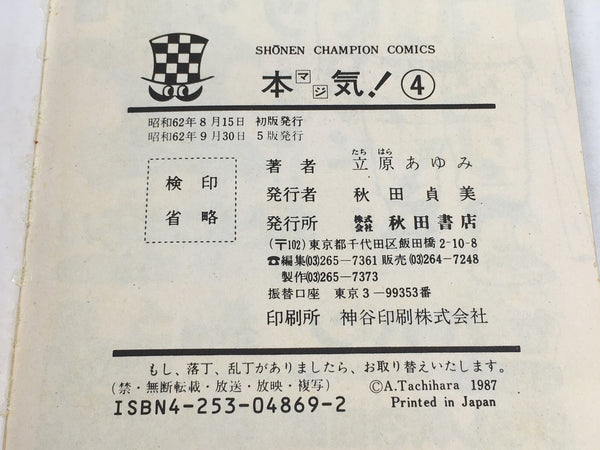 SHŌNEN CHAMPION COMICS
本気! ④
マジ
昭和62年8月15日 初版発行
昭和62年9月30日 5版発行
検印
省略
たち はら
著者 立原あゆみ
発行者 秋田貞美
発行所 株式会社 秋田書店
(〒102)東京都千代田区飯田橋2-10-8
☎編集(03)265-7361 販売(03)264-7248
製作(03)265-7373
振替口座 東京3-99353番
印刷所 神谷印刷株式会社
もし、落丁、乱丁がありましたら、お取り替えいたします。
(禁・無断転載・放送・放映・複写) ©A.Tachihara 1987
ISBN4-253-04869-2 Printed in Japan